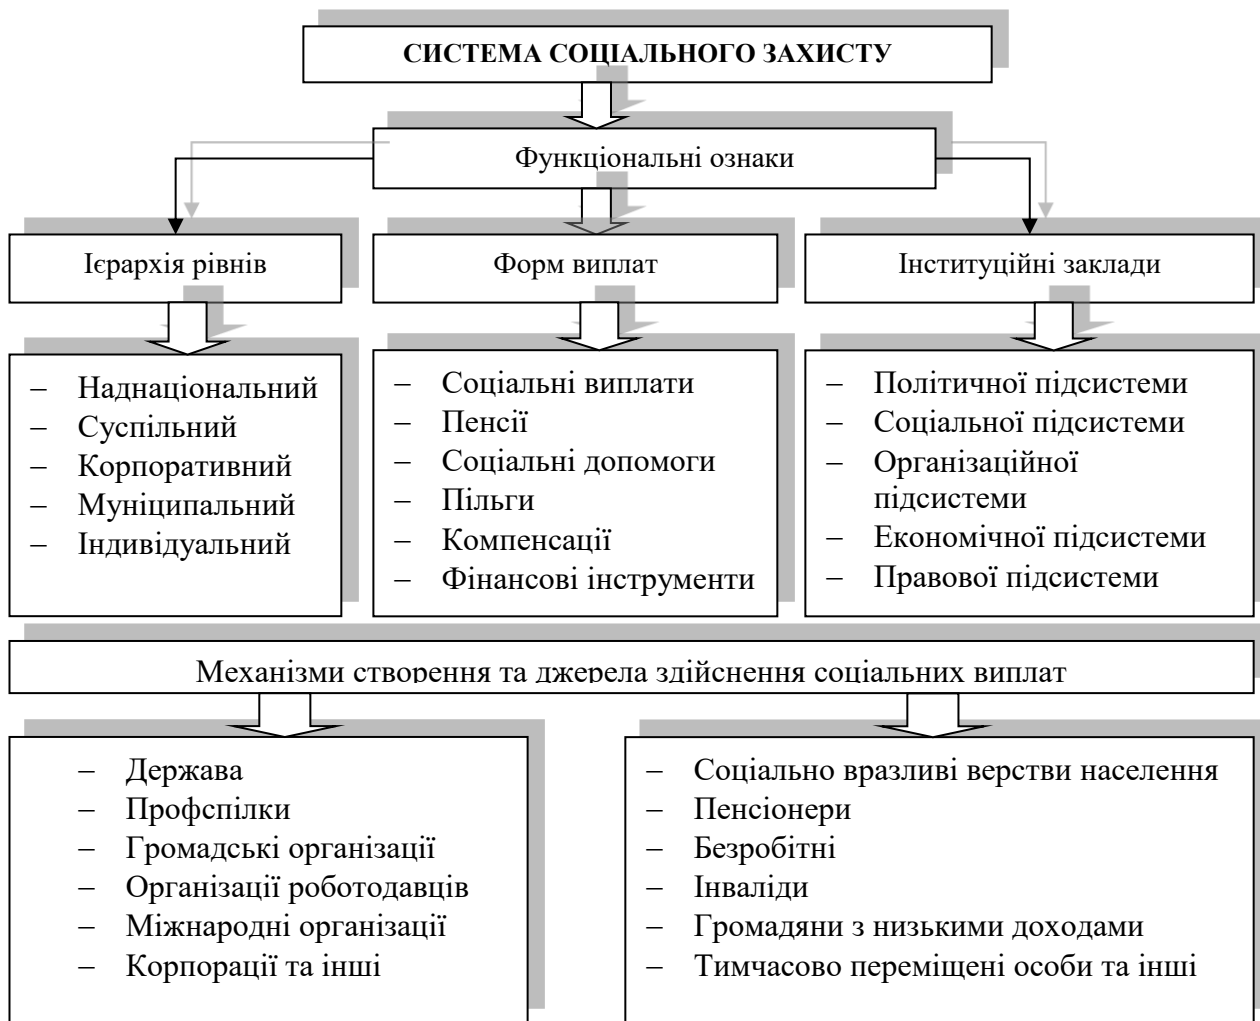 СИСТЕМА СОЦІАЛЬНОГО ЗАХИСТУ
Функціональні ознаки
Ієрархія рівнів
Форм виплат
Інституційні заклади
– Наднаціональний
– Суспільний
– Корпоративний
– Муніципальний
– Індивідуальний
– Соціальні виплати
– Пенсії
– Соціальні допомоги
– Пільги
– Компенсації
– Фінансові інструменти
– Політичної підсистеми
– Соціальної підсистеми
– Організаційної
підсистеми
– Економічної підсистеми
– Правової підсистеми
Механізми створення та джерела здійснення соціальних виплат
– Держава
– Профспілки
– Громадські організації
– Організації роботодавців
– Міжнародні організації
– Корпорації та інші
– Соціально вразливі верстви населення
– Пенсіонери
– Безробітні
– Інваліди
– Громадяни з низькими доходами
– Тимчасово переміщені особи та інші